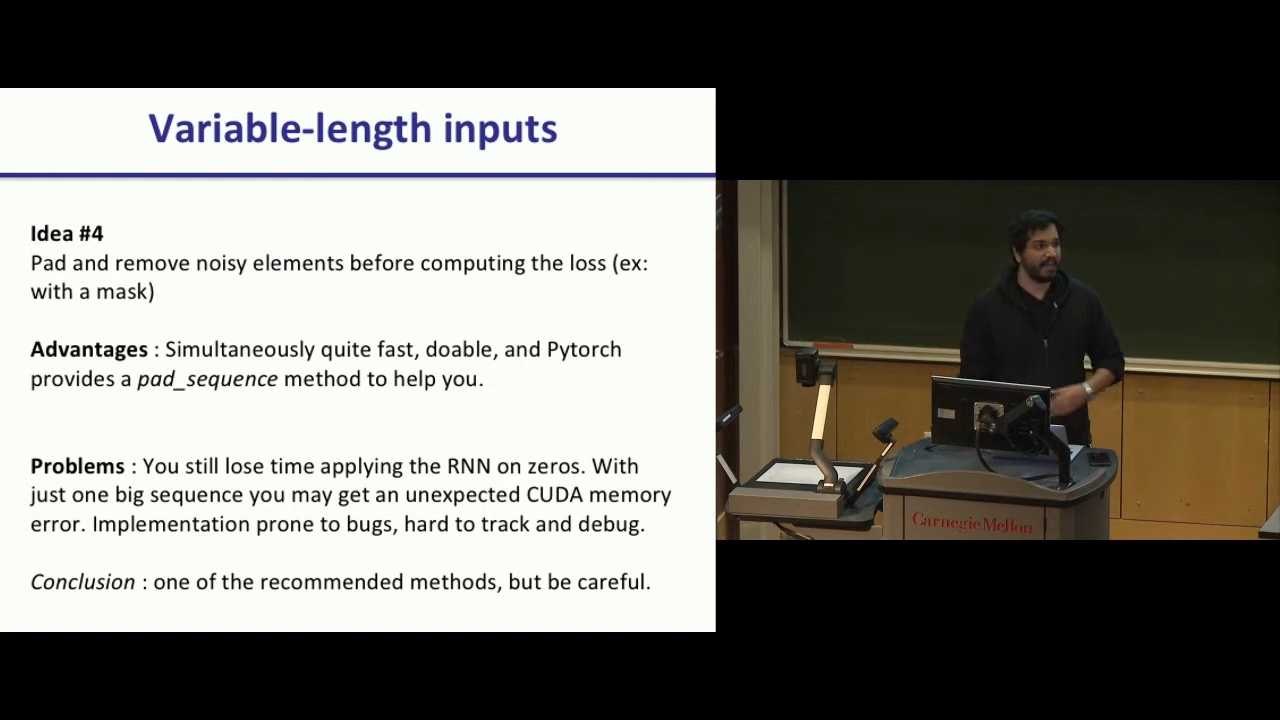 Variable-length inputs
Idea #4
Pad and remove noisy elements before computing the loss (ex:
with a mask)
Advantages : Simultaneously quite fast, doable, and Pytorch
provides a pad_sequence method to help you.
Problems : You still lose time applying the RNN on zeros. With
just one big sequence you may get an unexpected CUDA memory
error. Implementation prone to bugs, hard to track and debug.
Conclusion : one of the recommended methods, but be careful.
Carnegie Mellon